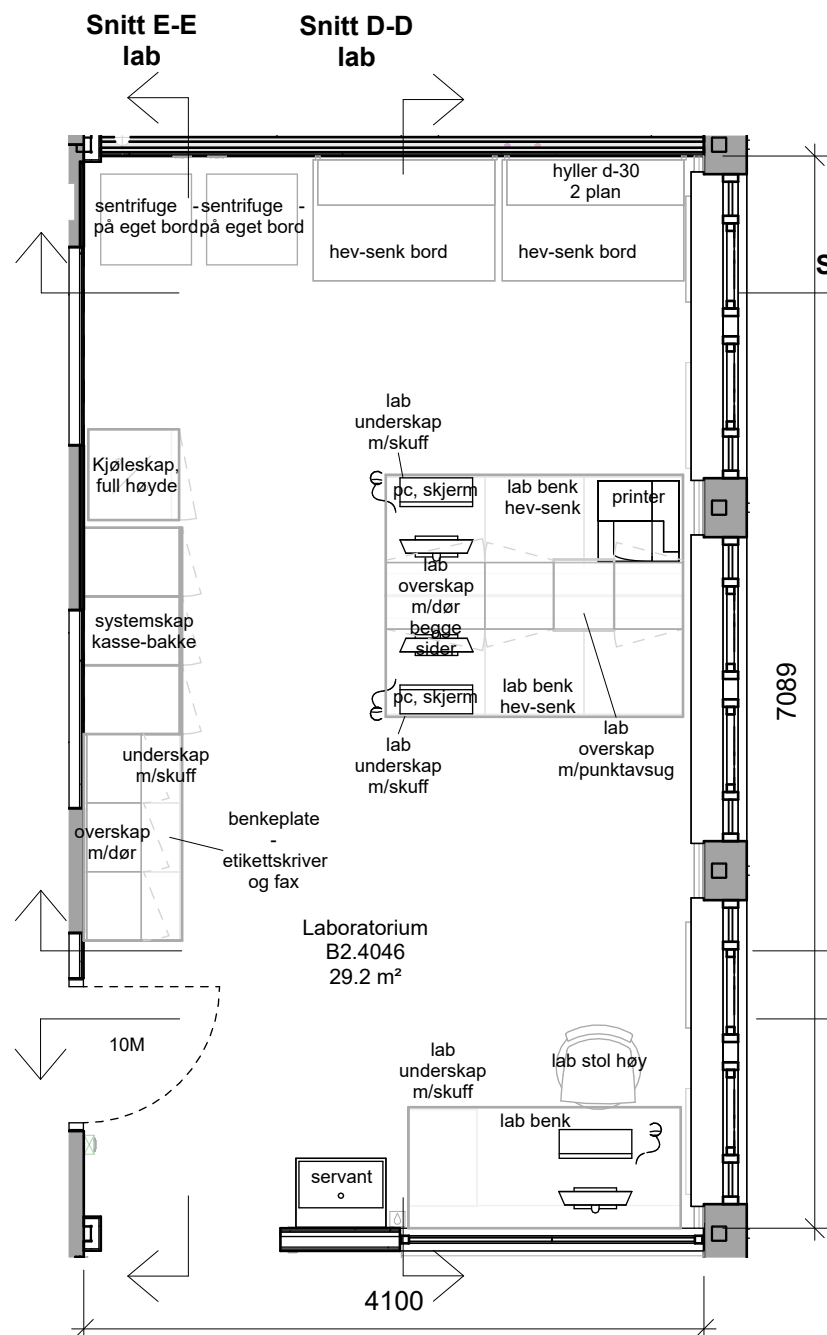 Snitt E-E
lab
Snitt D-D
lab
sentrifuge -
på eget bord
sentrifuge -
på eget bord
hyller d-30
2 plan
hev-senk bord
hev-senk bord
S
lab
underskap
m/skuff
Kjøleskap,
full høyde
pc, skjerm
lab benk
hev-senk
printer
lab
overskap
m/dør
begge
sider
systemskap
kasse-bakke
pc, skjerm
lab benk
hev-senk
7089
lab
underskap
m/skuff
lab
overskap
m/punktavsug
underskap
m/skuff
overskap
m/dør
benkeplate
-
etikettskriver
og fax
Laboratorium
B2.4046
29.2 m²
10M
lab
underskap
m/skuff
lab stol høy
lab benk
servant
4100